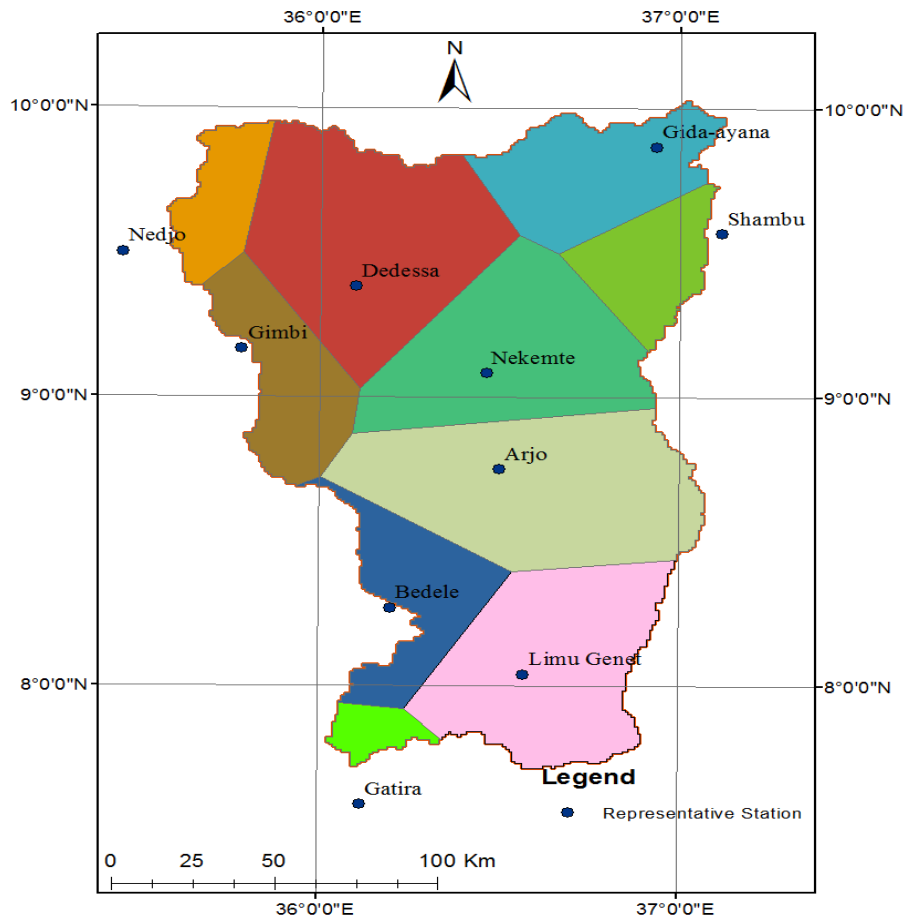 36°0'0"E 37°0'0"E
N
10°0'0"N 10°0'0"N
Gida-ayana
Shambu
Nedjo
Dedessa
Gimbi
Nekemte
9°0'0"N 9°0'0"N
Arjo
Bedele
Limu Genet
8°0'0"N 8°0'0"N
Legend
Gatira
Representative Station
0 25 50 100 Km
36°0'0"E 37°0'0"E